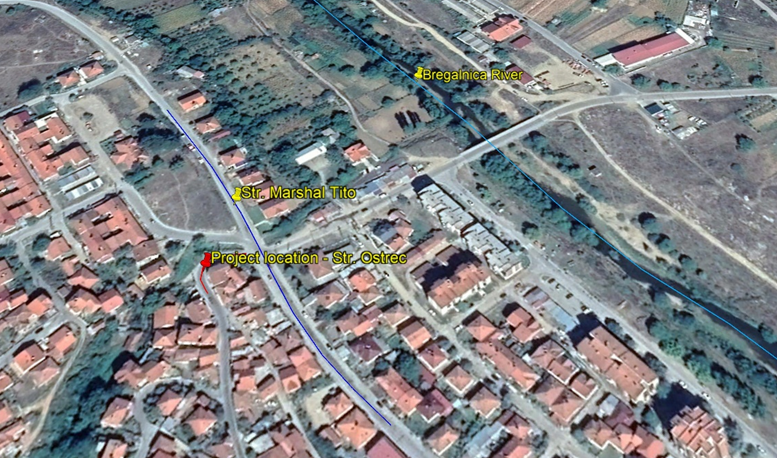 Bregalnica River
Str. Marshal Tito
Project location - Str. Ostrec